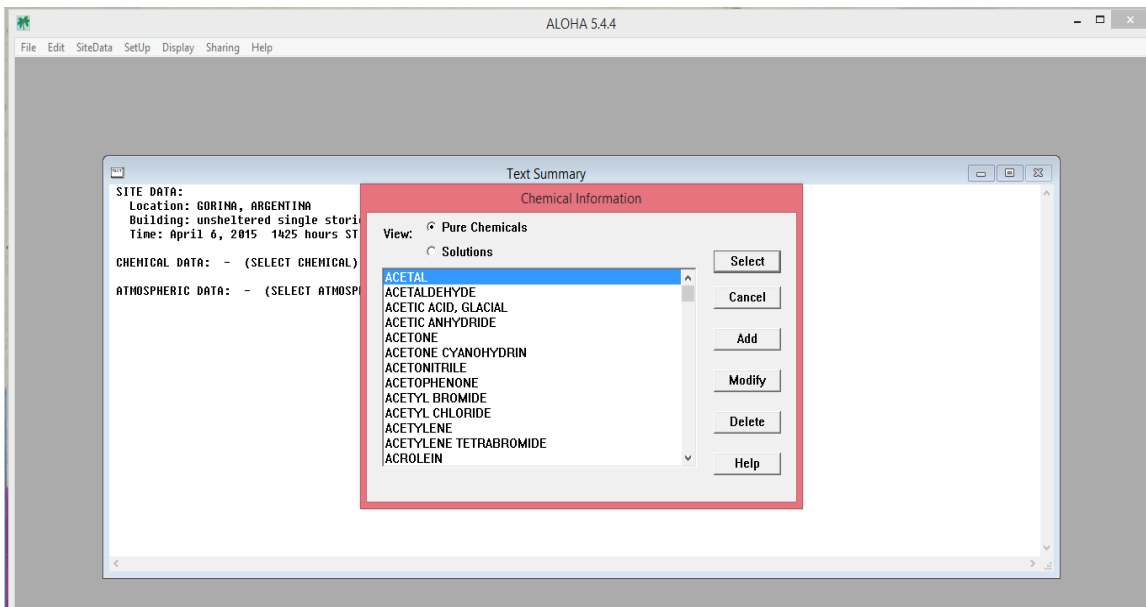 ALOHA 5.4.4
File Edit SiteData SetUp Display Sharing Help
Text Summary
SITE DATA:
Location: GORINA, ARGENTINA
Building: unsheltered single stori
Time: April 6, 2015 1425 hours ST
CHEMICAL DATA: - (SELECT CHEMICAL)
ATMOSPHERIC DATA: - (SELECT ATMOSP
Chemical Information
View:
Pure Chemicals
Solutions
ACETAL
ACETALDEHYDE
ACETIC ACID, GLACIAL
ACETIC ANHYDRIDE
ACETONE
ACETONE CYANOHYDRIN
ACETONITRILE
ACETOPHENONE
ACETYL BROMIDE
ACETYL CHLORIDE
ACETYLENE
ACETYLENE TETRABROMIDE
ACROLEIN
Select
Cancel
Add
Modify
Delete
Help